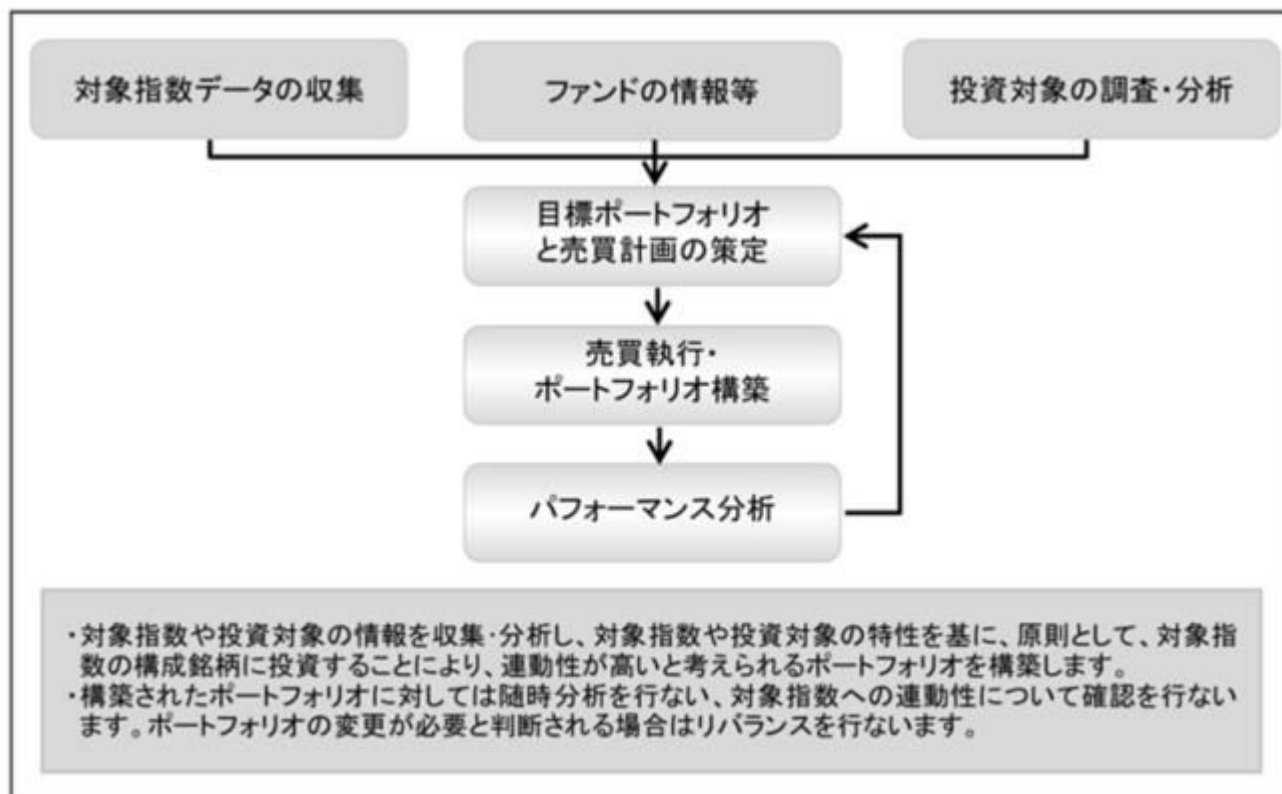 対象指数データの収集
ファンドの情報等
投資対象の調査・分析
目標ポートフォリオ
と売買計画の策定
売買執行・
ポートフォリオ構築
パフォーマンス分析
・対象指数や投資対象の情報を収集・分析し、対象指数や投資対象の特性を基に、原則として、対象指
数の構成銘柄に投資することにより、連動性が高いと考えられるポートフォリオを構築します。
・構築されたポートフォリオに対しては随時分析を行ない、対象指数への連動性について確認を行ない
ます。ポートフォリオの変更が必要と判断される場合はリバランスを行ないます。